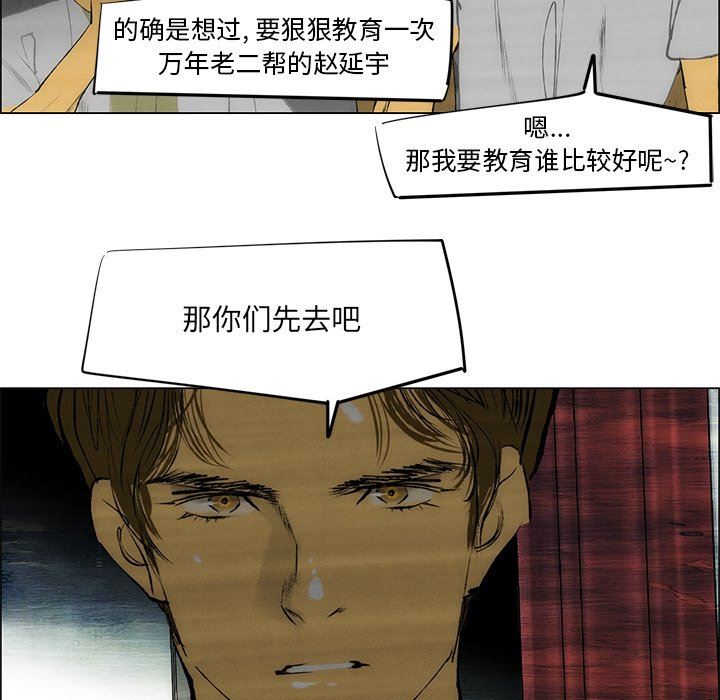 的确是想过, 要狠狠教育一次
万年老二帮的赵延宇
嗯...
那我要教育谁比较好呢~?
那你们先去吧